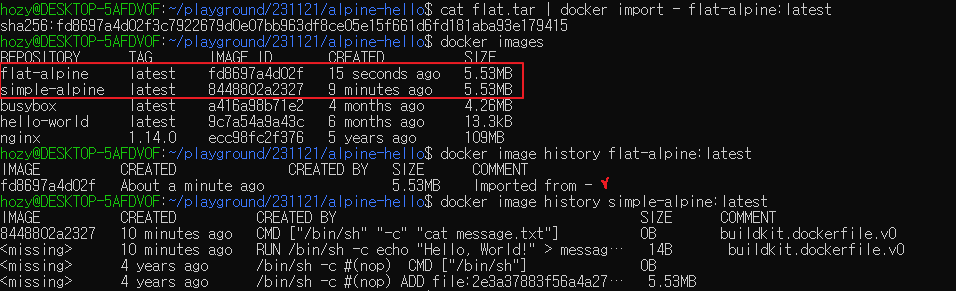 hozy@DESKTOP-5AFDVOF:~/playground/231121/alpine-hello$ cat flat.tar | docker import - flat-alpine:latest
sha256:fd8697a4d02f3c7922679d0e07bb963df8ce05e15f661d6fd181aba93e179415
hozy@DESKTOP-5AFDVOF:~/playground/231121/alpine-hello$ docker images
REPOSITORY TAG IMAGE ID CREATED SIZE
flat-alpine latest fd8697a4d02f 15 seconds ago 5.53MB
simple-alpine latest 8448802a2327 9 minutes ago 5.53MB
busybox latest a416a98b71e2 4 months ago 4.26MB
hello-world latest 9c7a54a9a43c 6 months ago 13.3kB
nginx 1.14.0 ecc98fc2f376 5 years ago 109MB
hozy@DESKTOP-5AFDVOF:~/playground/231121/alpine-hello$ docker image history flat-alpine:latest
IMAGE CREATED CREATED BY SIZE COMMENT
fd8697a4d02f About a minute ago 5.53MB Imported from -
hozy@DESKTOP-5AFDVOF:~/playground/231121/alpine-hello$ docker image history simple-alpine:latest
IMAGE CREATED CREATED BY SIZE COMMENT
8448802a2327 10 minutes ago CMD ["/bin/sh" "-c" "cat message.txt"] 0B buildkit.dockerfile.v0
<missing> 10 minutes ago RUN /bin/sh -c echo "Hello, World!" > messag… 14B buildkit.dockerfile.v0
<missing> 4 years ago /bin/sh -c #(nop) CMD ["/bin/sh"] 0B
<missing> 4 years ago /bin/sh -c #(nop) ADD file:2e3a37883f56a4a27… 5.53MB